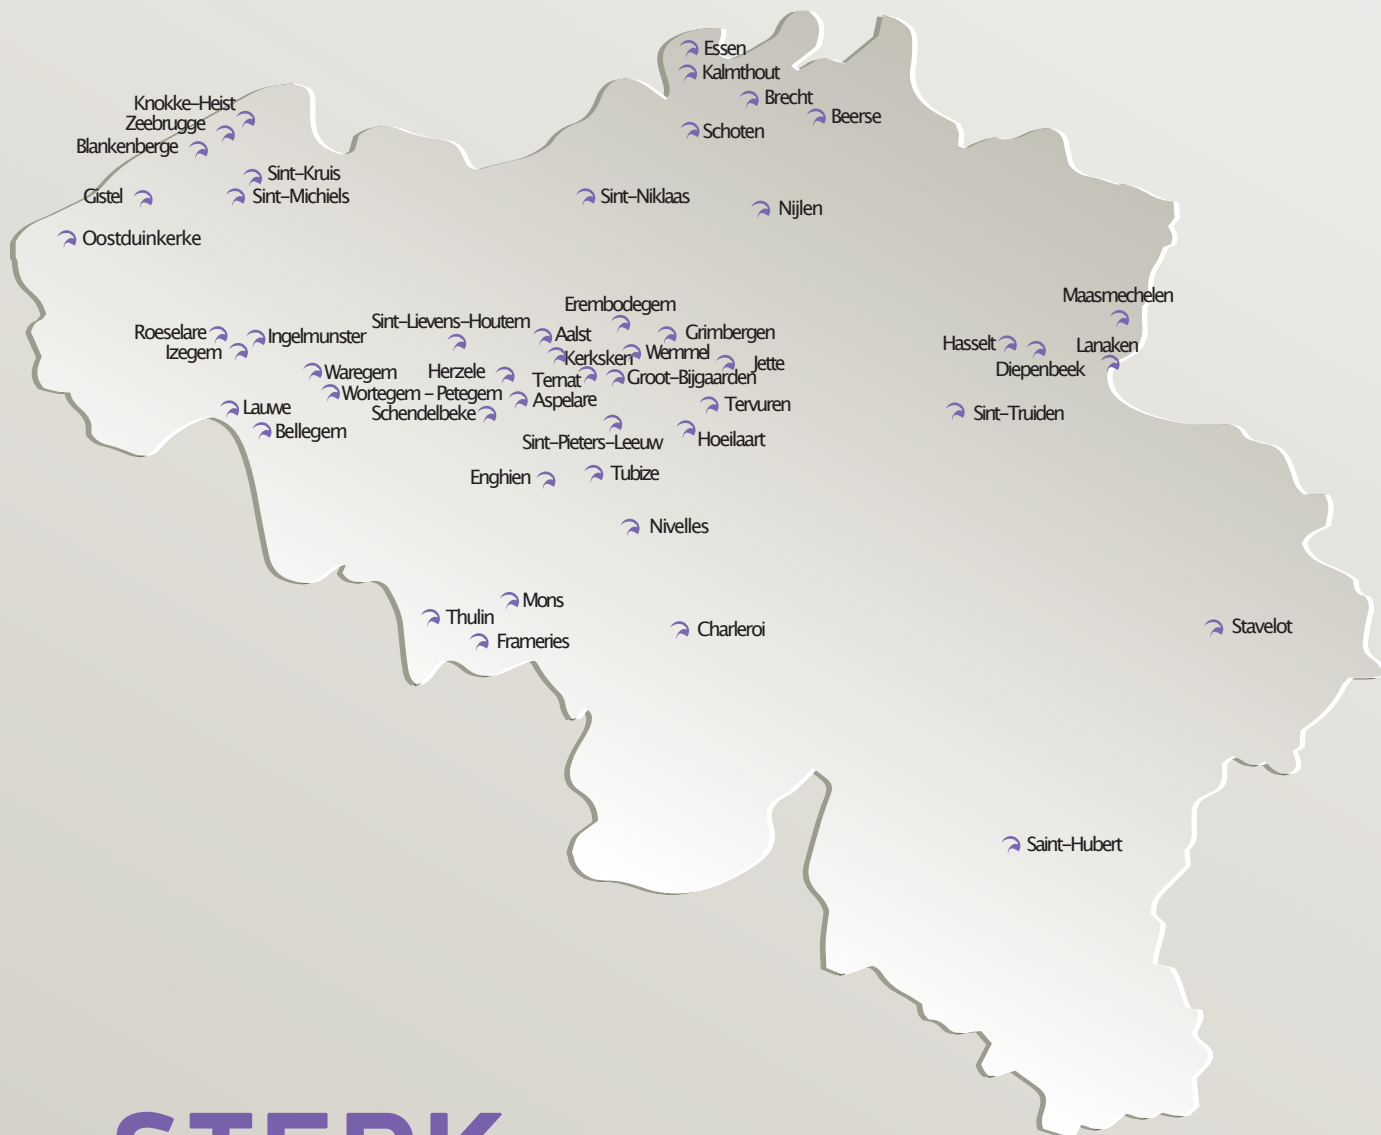 Essen
Kalmthout
Knokke-Heist
Brecht
Zeebrugge
Beerse
Schoten
Blankenberge
Sint-Kruis
Gistel
Sint-Michiels
Sint-Niklaas
Nijlen
Oostduinkerke
Maasmechelen
Erembodegem
Sint-Lievens-Houtem
Roeselare
Ingelmunster
Aalst
Grimbergen
Hasselt
Lanaken
Izegem
Kerksken
Wemmel
Jette
Diepenbeek
Waregem
Herzele
Ternat
Groot-Bijgaarden
Wortegem - Petegem
Aspelare
Tervuren
Lauwe
Schendelbeke
Sint-Truiden
Bellegem
Sint-Pieters-Leeuw
Hoeilaart
Enghien
Tubize
Nivelles
Mons
Thulin
Charleroi
Stavelot
Frameries
Saint-Hubert
STERK